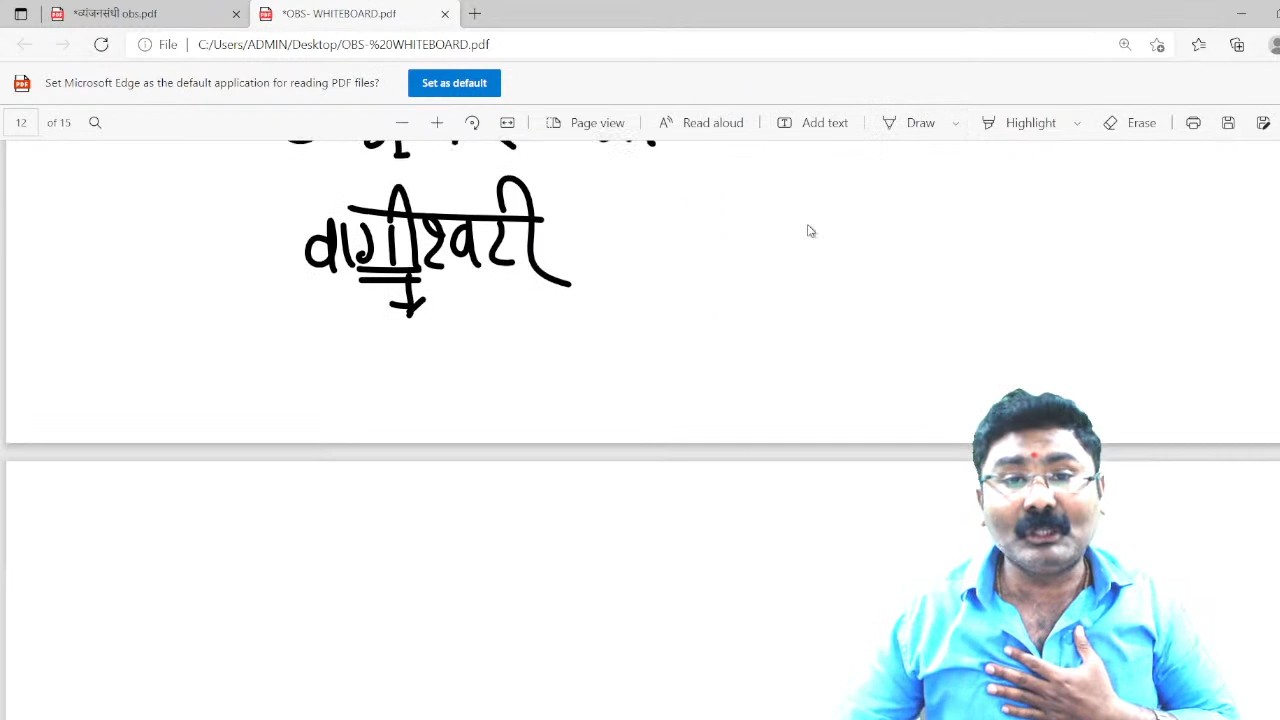 *व्यंजनसंधी obs.pdf
*OBS- WHITEBOARD.pdf
File
C:/Users/ADMIN/Desktop/OBS-%20WHITEBOARD.pdf
Set Microsoft Edge as the default application for reading PDF files?
Set as default
12 of 15
Page view
Read aloud
Add text
Draw
Highlight
Erase
वागीश्वरी